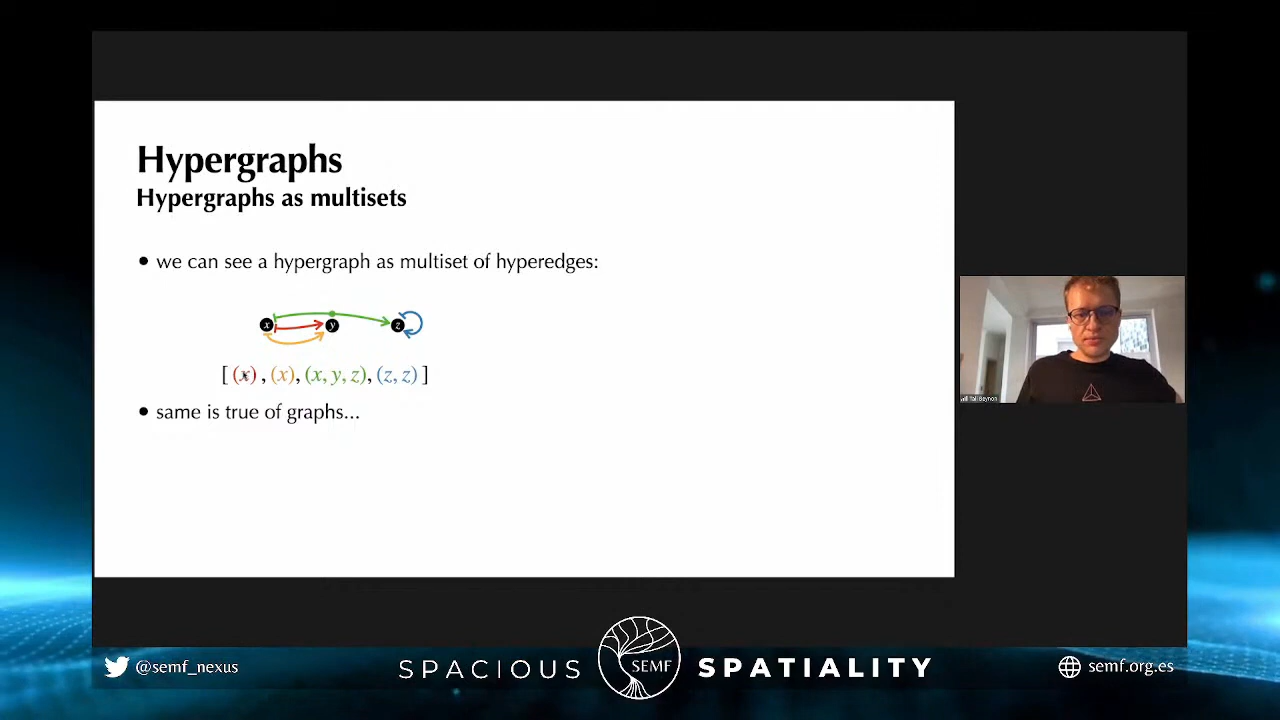 Hypergraphs
Hypergraphs as multisets
• we can see a hypergraph as multiset of hyperedges:
x y z
[ (x) , (x), (x, y, z), (z, z) ]
• same is true of graphs...
@semf_nexus
SPACIOUS SEMF SPATIALITY
semf.org.es